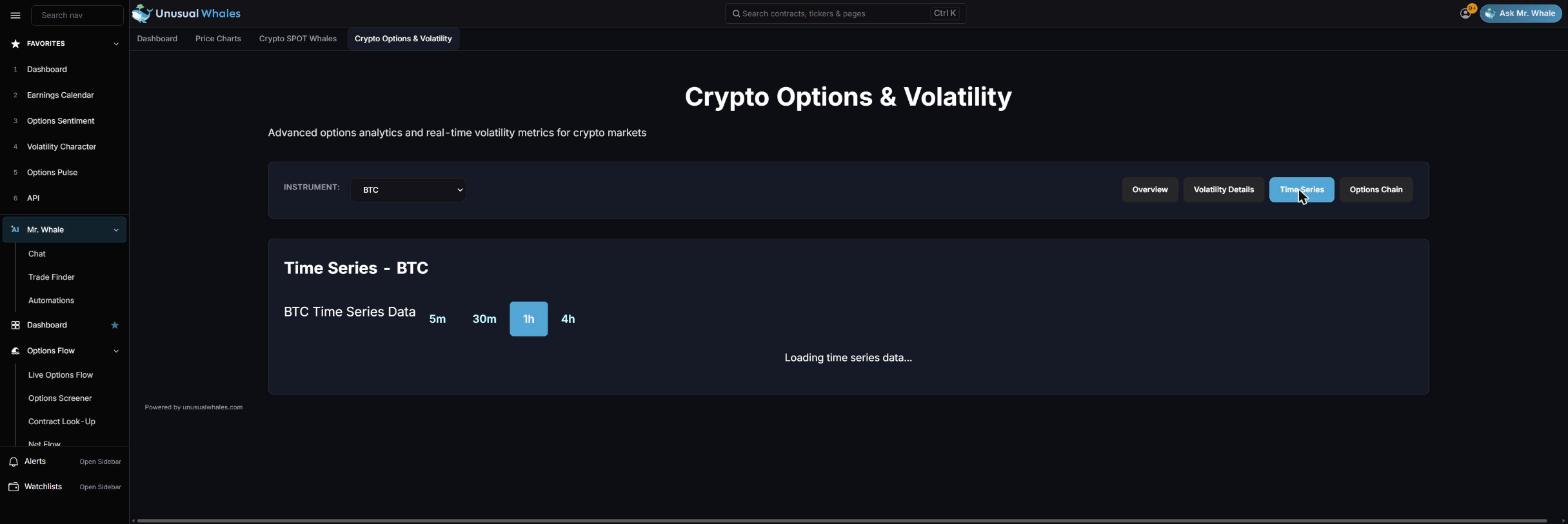 Search nav
Unusual Whales
Search contracts, tickers & pages
Ctrl K
9+
Ask Mr. Whale
Dashboard
Price Charts
Crypto SPOT Whales
Crypto Options & Volatility
FAVORITES
1 Dashboard
2 Earnings Calendar
3 Options Sentiment
4 Volatility Character
5 Options Pulse
6 API
AI Mr. Whale
Chat
Trade Finder
Automations
Dashboard
Options Flow
Live Options Flow
Options Screener
Contract Look-Up
Net Flow
Alerts Open Sidebar
Watchlists Open Sidebar
Crypto Options & Volatility
Advanced options analytics and real-time volatility metrics for crypto markets
INSTRUMENT: BTC
Overview
Volatility Details
Time Series
Options Chain
Time Series - BTC
BTC Time Series Data 5m 30m 1h 4h
Loading time series data...
Powered by unusualwhales.com